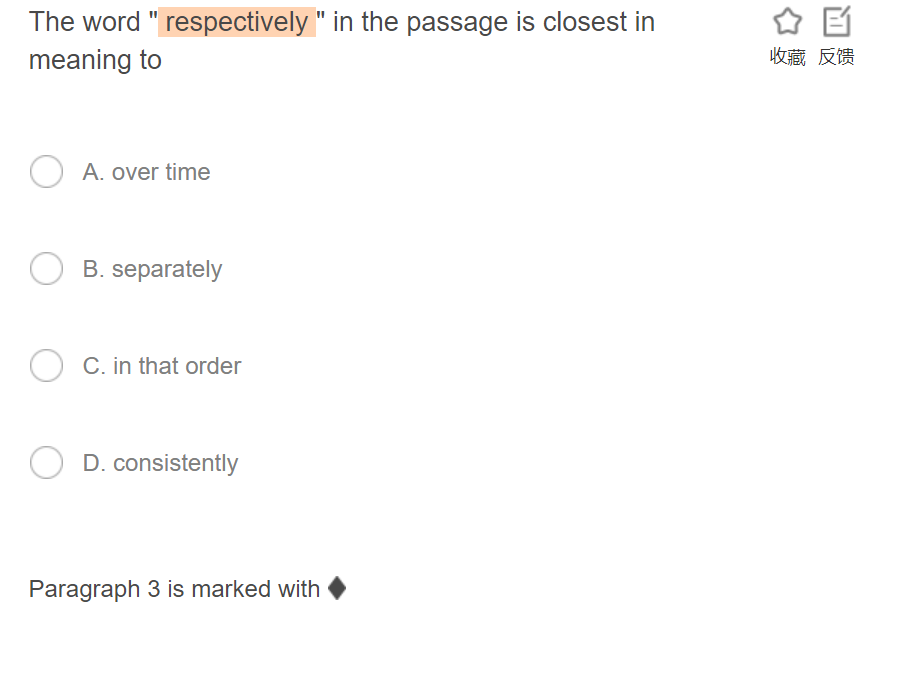 The word " respectively " in the passage is closest in
meaning to
收藏 反馈
A. over time
B. separately
C. in that order
D. consistently
Paragraph 3 is marked with ♦